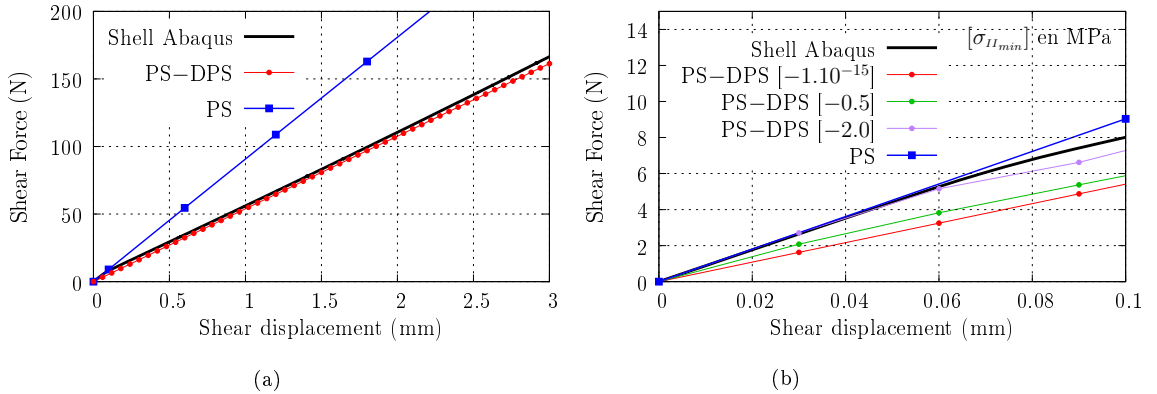 Shear Force (N)
200
150
100
50
0
Shell Abaqus
PS−DPS
PS
0 0.5 1 1.5 2 2.5 3
Shear displacement (mm)
(a)
Shear Force (N)
14
12
10
8
6
4
2
0
[σ_{II_{min}}] en MPa
Shell Abaqus
PS−DPS [−1.10⁻¹⁵]
PS−DPS [−0.5]
PS−DPS [−2.0]
PS
0 0.02 0.04 0.06 0.08 0.1
Shear displacement (mm)
(b)